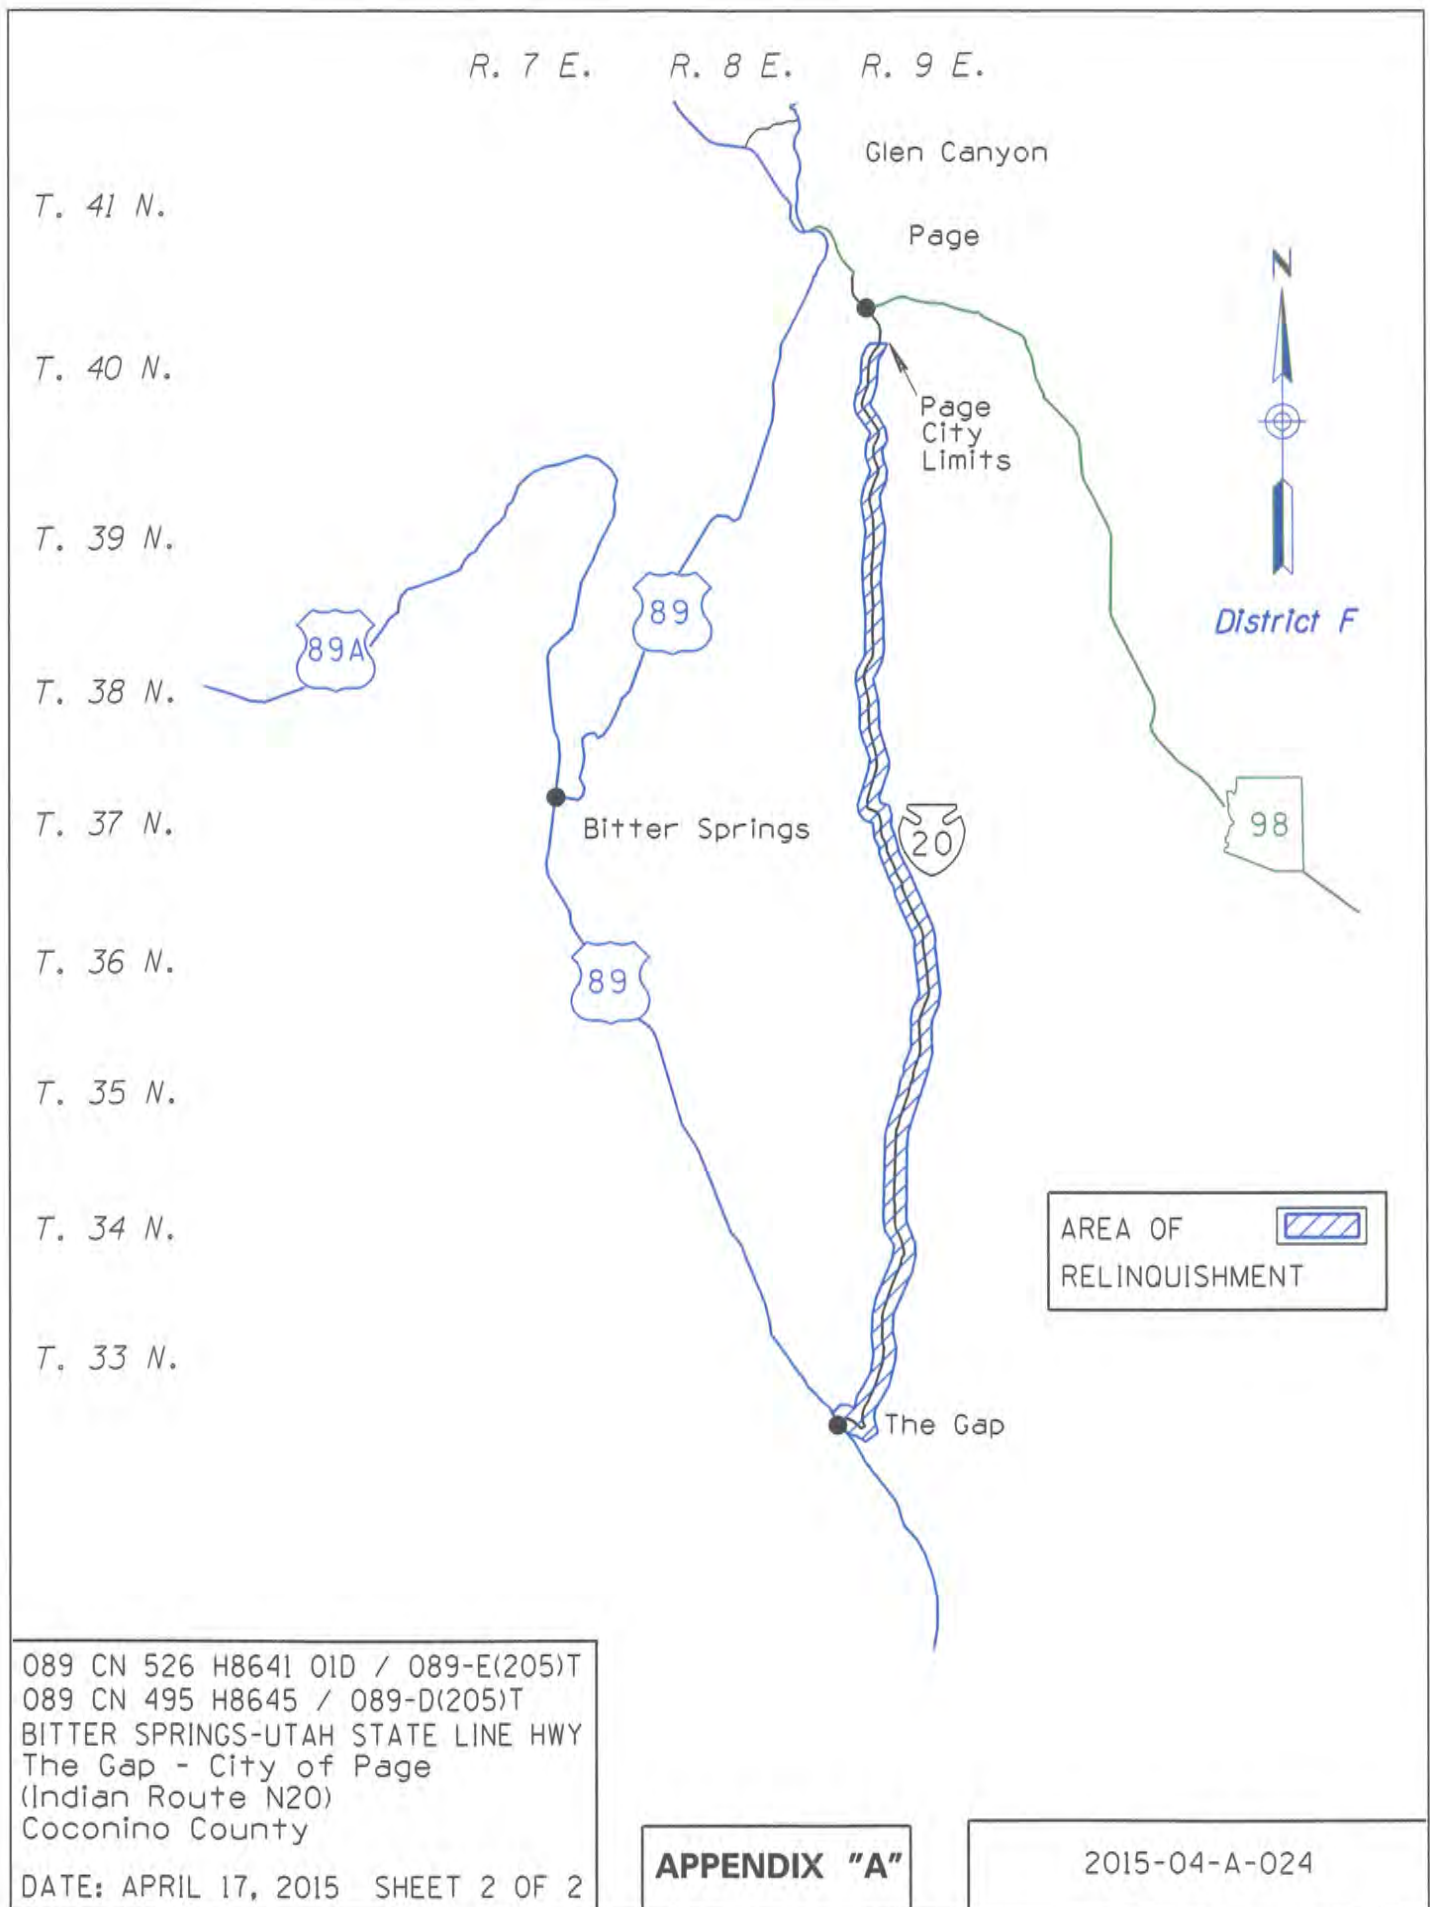 R. 7 E. R. 8 E. R. 9 E.
Glen Canyon
T. 41 N.
Page
N
T. 40 N.
Page
City
Limits
T. 39 N.
89
District F
89A
T. 38 N.
T. 37 N.
Bitter Springs
20
98
T. 36 N.
89
T. 35 N.
T. 34 N.
AREA OF
RELINQUISHMENT
T. 33 N.
The Gap
089 CN 526 H8641 01D / 089-E(205)T
089 CN 495 H8645 / 089-D(205)T
BITTER SPRINGS-UTAH STATE LINE HWY
The Gap - City of Page
(Indian Route N20)
Coconino County
DATE: APRIL 17, 2015 SHEET 2 OF 2
APPENDIX "A"
2015-04-A-024